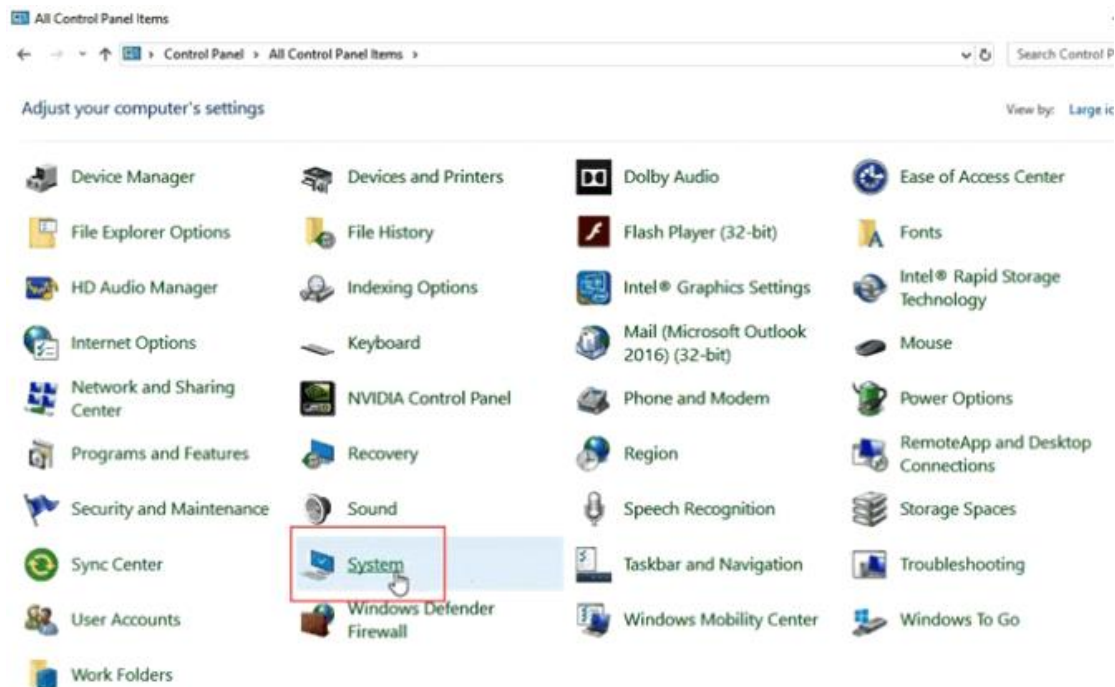 All Control Panel Items
Control Panel > All Control Panel Items >
Search Control P
Adjust your computer's settings
View by: Large ic
Device Manager
Devices and Printers
Dolby Audio
Ease of Access Center
File Explorer Options
File History
Flash Player (32-bit)
Fonts
HD Audio Manager
Indexing Options
Intel® Graphics Settings
Intel® Rapid Storage
Technology
Internet Options
Keyboard
Mail (Microsoft Outlook
2016) (32-bit)
Mouse
Network and Sharing
Center
NVIDIA Control Panel
Phone and Modem
Power Options
Programs and Features
Recovery
Region
RemoteApp and Desktop
Connections
Security and Maintenance
Sound
Speech Recognition
Storage Spaces
Sync Center
System
Taskbar and Navigation
Troubleshooting
User Accounts
Windows Defender
Firewall
Windows Mobility Center
Windows To Go
Work Folders